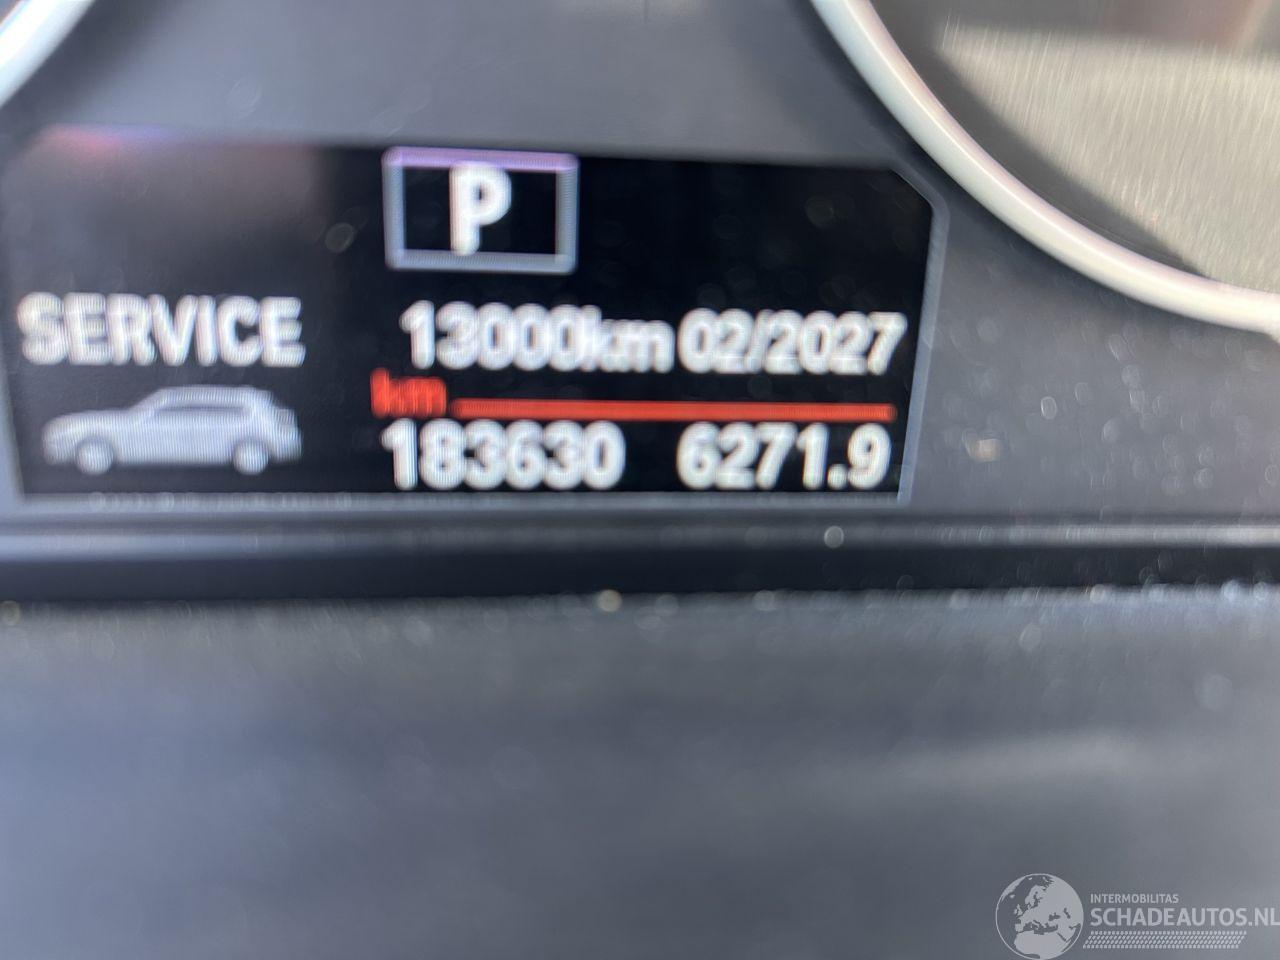 P
SERVICE 13000km 02/2027
km
183630 6271.9
INTERMOBILITAS
SCHADEAUTOS.NL